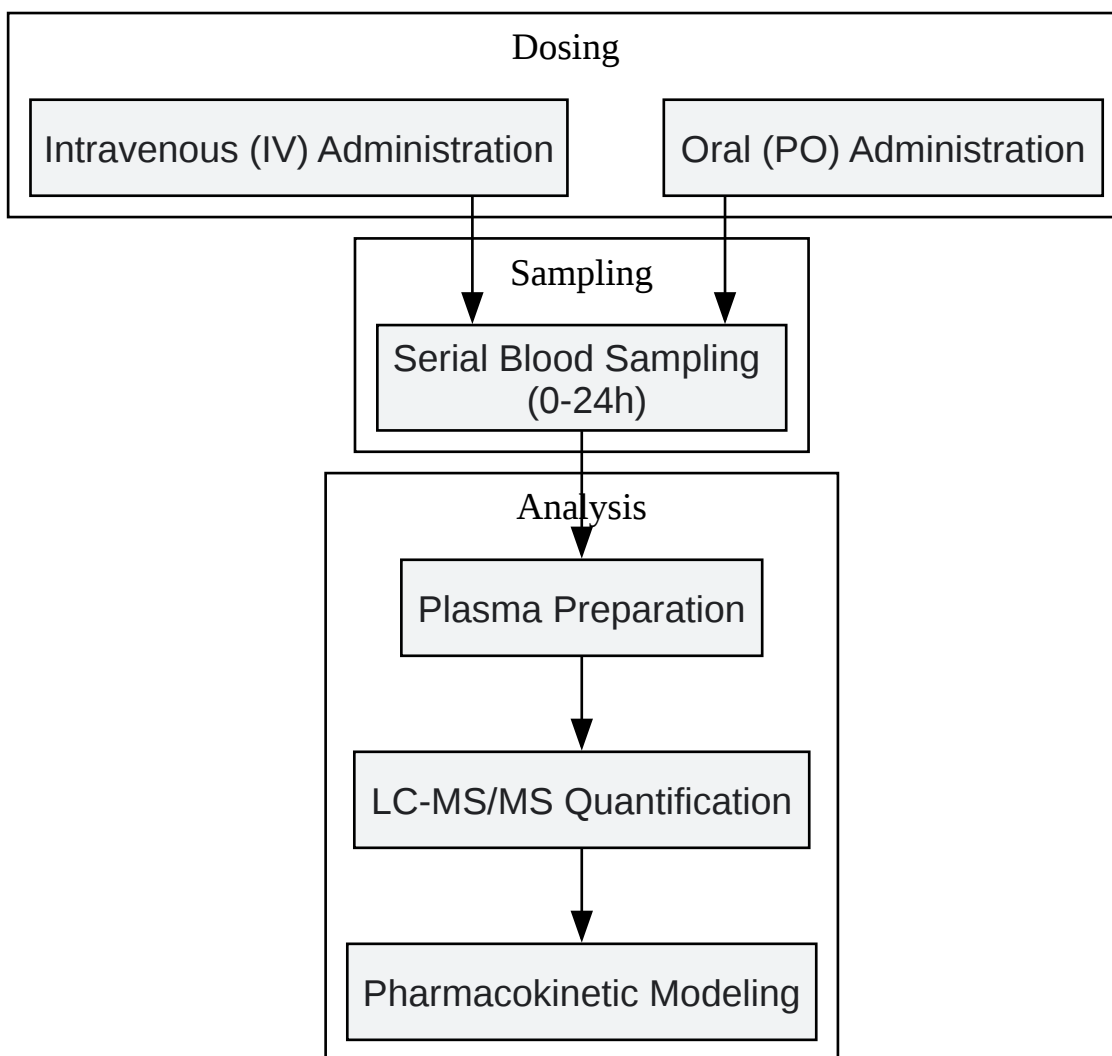 Dosing
Intravenous (IV) Administration
Oral (PO) Administration
Sampling
Serial Blood Sampling
(0-24h)
Analysis
Plasma Preparation
LC-MS/MS Quantification
Pharmacokinetic Modeling